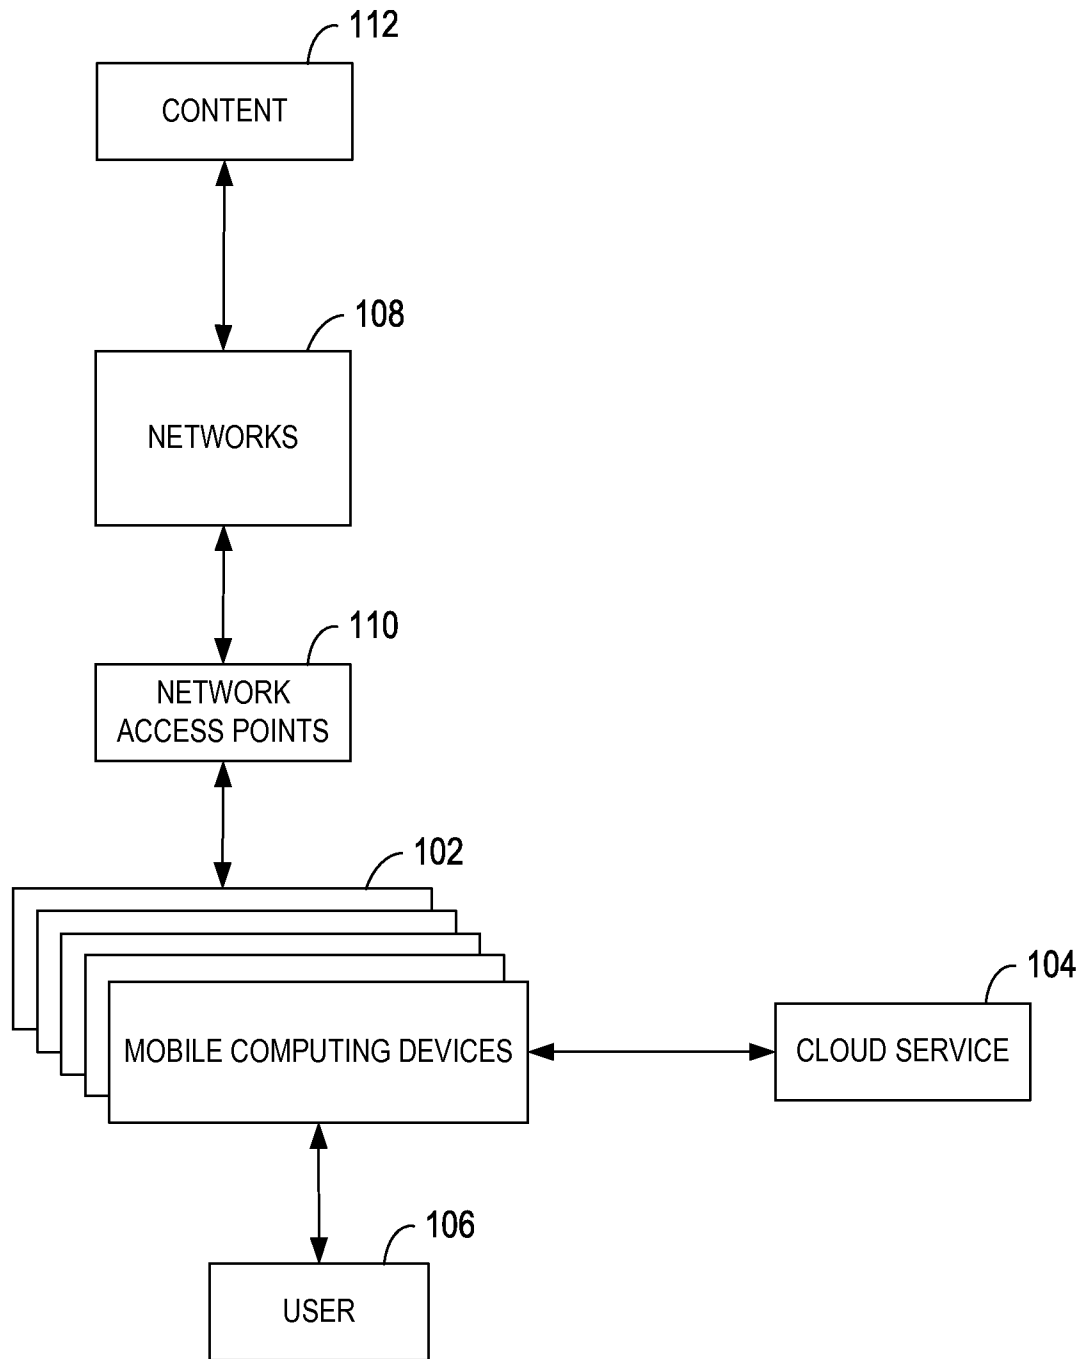 112
CONTENT
108
NETWORKS
110
NETWORK
ACCESS POINTS
102
MOBILE COMPUTING DEVICES
104
CLOUD SERVICE
106
USER